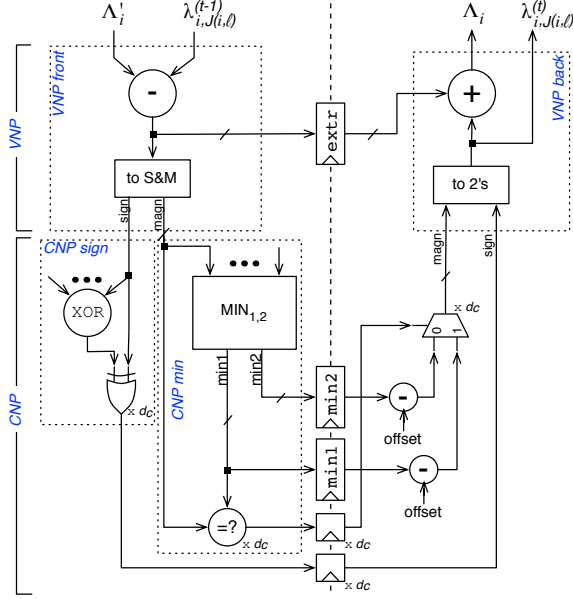 Λ'i λ(t-1)i,J(i,ℓ) Λi λ(t)i,J(i,ℓ)
VNP
VNP front
-
+
VNP back
extr
to S&M
to 2's
sign
magn
magn
sign
CNP
CNP sign
•••
XOR
x dc
CNP min
•••
MIN1,2
min1
min2
x dc
0
1
min2
-
offset
min1
-
offset
=?
x dc
x dc
x dc